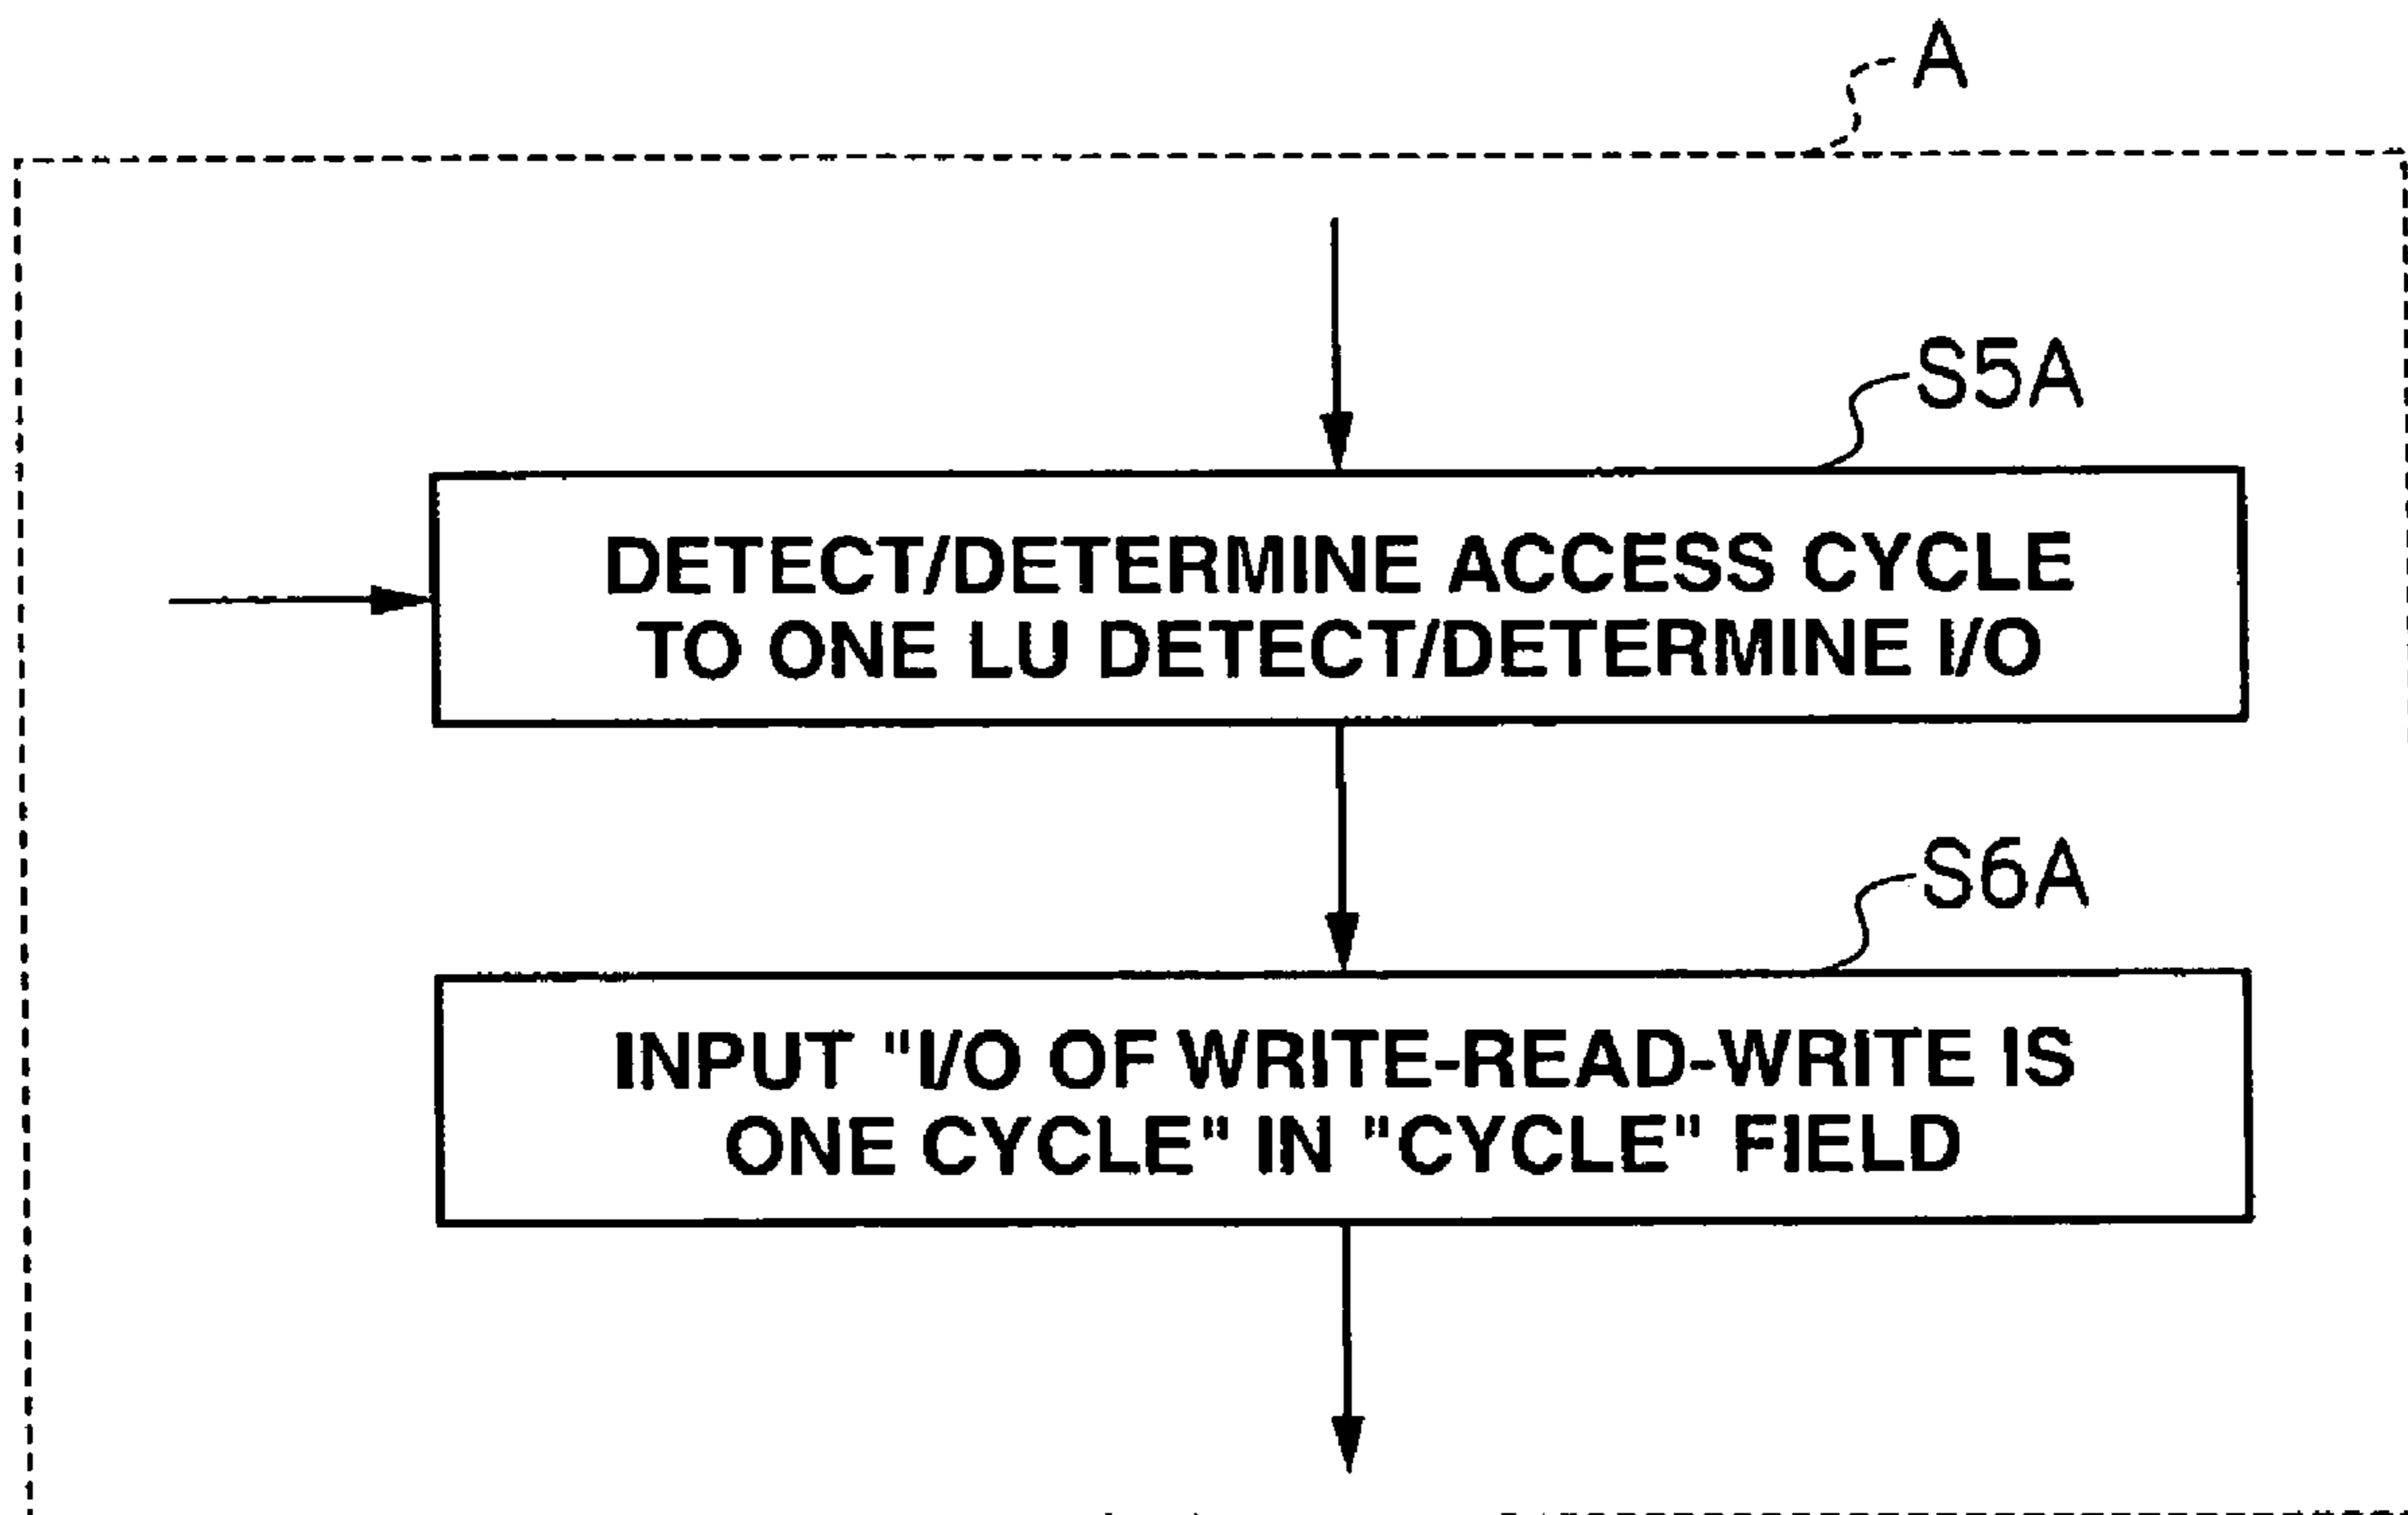 A
S5A
DETECT/DETERMINE ACCESS CYCLE
TO ONE LU DETECT/DETERMINE I/O
S6A
INPUT "I/O OF WRITE-READ-WRITE IS
ONE CYCLE" IN "CYCLE" FIELD